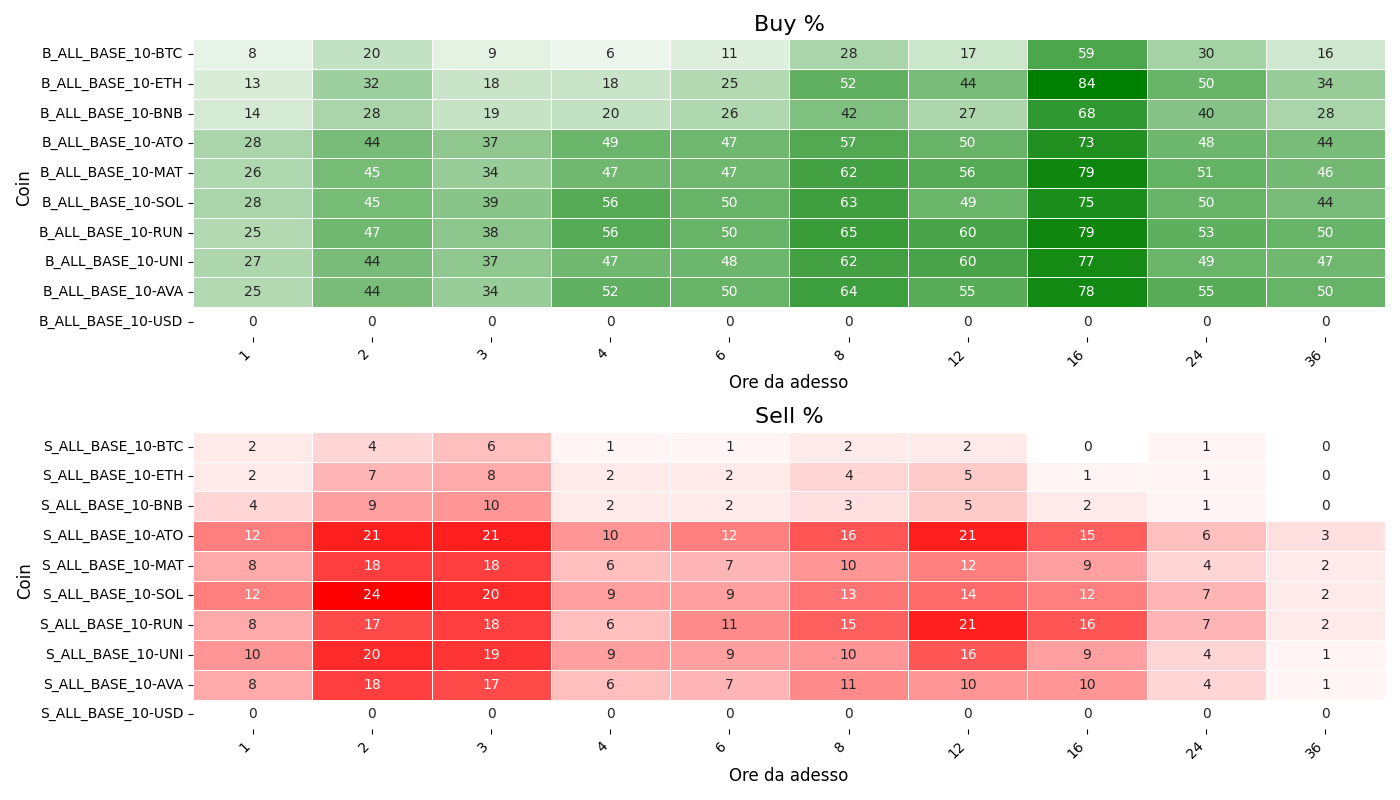 Buy %
Coin
B_ALL_BASE_10-BTC 8 20 9 6 11 28 17 59 30 16
B_ALL_BASE_10-ETH 13 32 18 18 25 52 44 84 50 34
B_ALL_BASE_10-BNB 14 28 19 20 26 42 27 68 40 28
B_ALL_BASE_10-ATO 28 44 37 49 47 57 50 73 48 44
B_ALL_BASE_10-MAT 26 45 34 47 47 62 56 79 51 46
B_ALL_BASE_10-SOL 28 45 39 56 50 63 49 75 50 44
B_ALL_BASE_10-RUN 25 47 38 56 50 65 60 79 53 50
B_ALL_BASE_10-UNI 27 44 37 47 48 62 60 77 49 47
B_ALL_BASE_10-AVA 25 44 34 52 50 64 55 78 55 50
B_ALL_BASE_10-USD 0 0 0 0 0 0 0 0 0 0
1 2 3 4 6 8 12 16 24 36
Ore da adesso
Sell %
Coin
S_ALL_BASE_10-BTC 2 4 6 1 1 2 2 0 1 0
S_ALL_BASE_10-ETH 2 7 8 2 2 4 5 1 1 0
S_ALL_BASE_10-BNB 4 9 10 2 2 3 5 2 1 0
S_ALL_BASE_10-ATO 12 21 21 10 12 16 21 15 6 3
S_ALL_BASE_10-MAT 8 18 18 6 7 10 12 9 4 2
S_ALL_BASE_10-SOL 12 24 20 9 9 13 14 12 7 2
S_ALL_BASE_10-RUN 8 17 18 6 11 15 21 16 7 2
S_ALL_BASE_10-UNI 10 20 19 9 9 10 16 9 4 1
S_ALL_BASE_10-AVA 8 18 17 6 7 11 10 10 4 1
S_ALL_BASE_10-USD 0 0 0 0 0 0 0 0 0 0
1 2 3 4 6 8 12 16 24 36
Ore da adesso